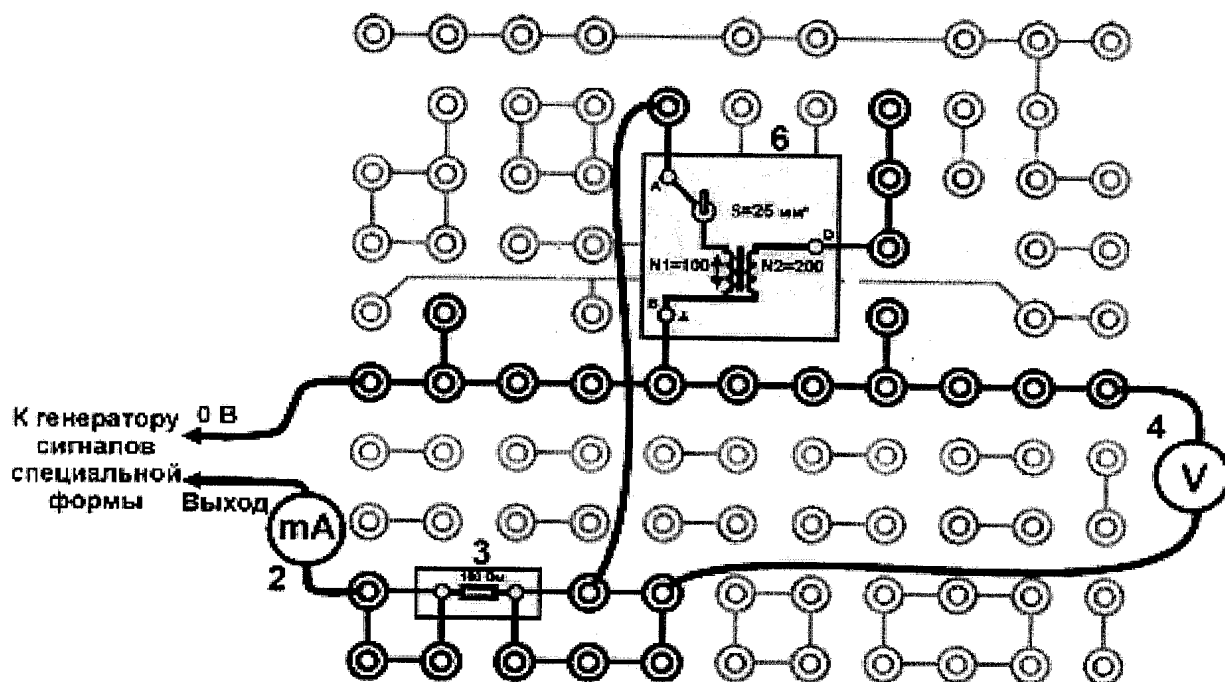 6
A
S=25 мм²
D
N1=100
N2=200
В
К генератору
сигналов
специальной
формы
0 В
Выход
4
V
mA
2
3